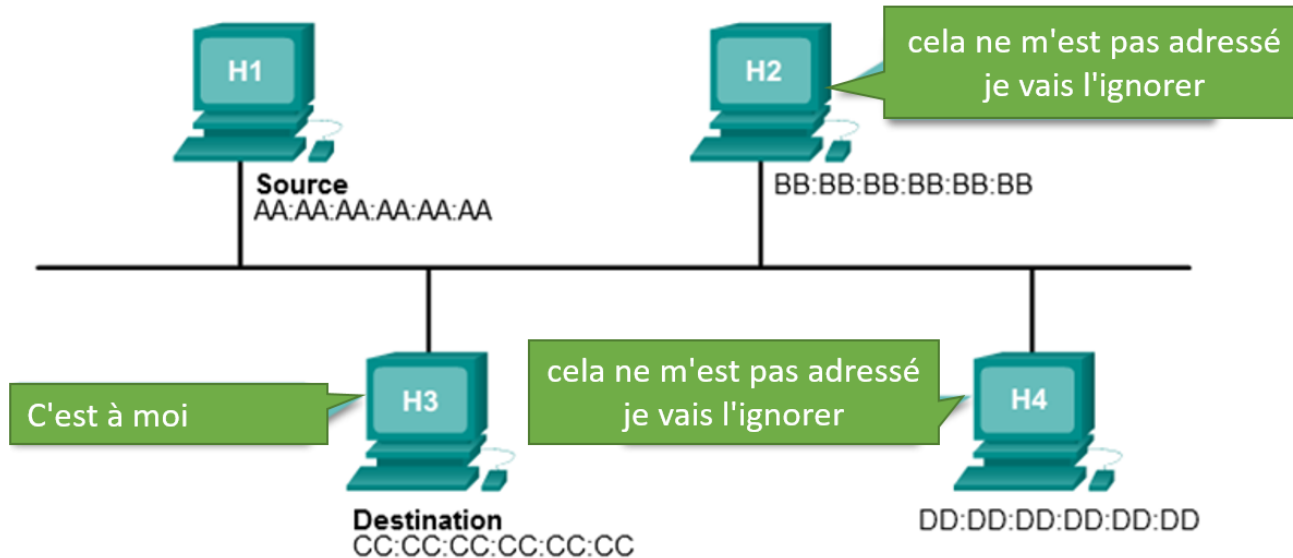 H1
H2
cela ne m'est pas adressé
je vais l'ignorer
Source
AA:AA:AA:AA:AA:AA
BB:BB:BB:BB:BB:BB
C'est à moi
H3
cela ne m'est pas adressé
je vais l'ignorer
H4
Destination
CC:CC:CC:CC:CC:CC
DD:DD:DD:DD:DD:DD